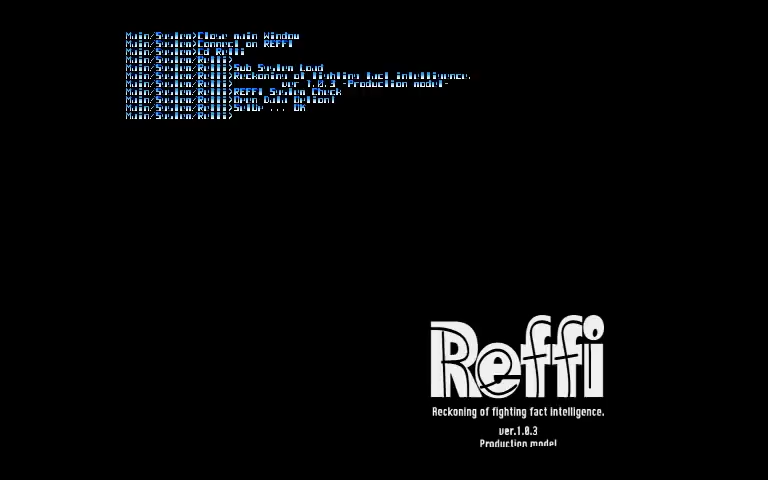 Main/System>Close main Window
Main/System>Connect on REFFI
Main/System>Cd Reffi
Main/System/Reffi>
Main/System/Reffi>Sub System Load
Main/System/Reffi>Reckoning of fighting fact intelligence.
Main/System/Reffi> ver 1.0.3 -Production model-
Main/System/Reffi>REFFI System Check
Main/System/Reffi>Open Data Option1
Main/System/Reffi>SetUp ... OK
Main/System/Reffi>
Reffi
Reckoning of fighting fact intelligence.
ver.1.0.3
Production model